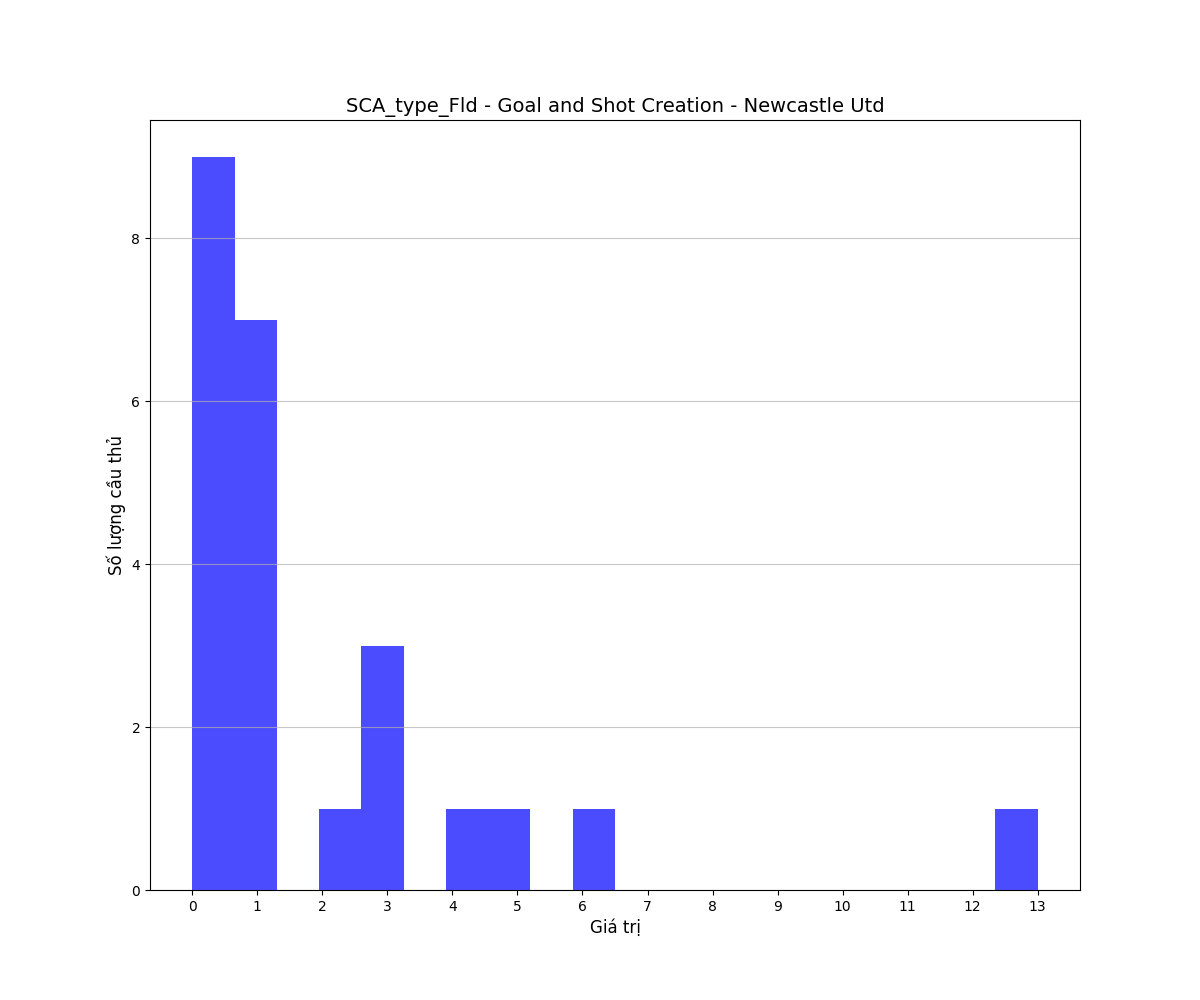 SCA_type_Fld - Goal and Shot Creation - Newcastle Utd
Số lượng cầu thủ
8
6
4
2
0
0 1 2 3 4 5 6 7 8 9 10 11 12 13
Giá trị